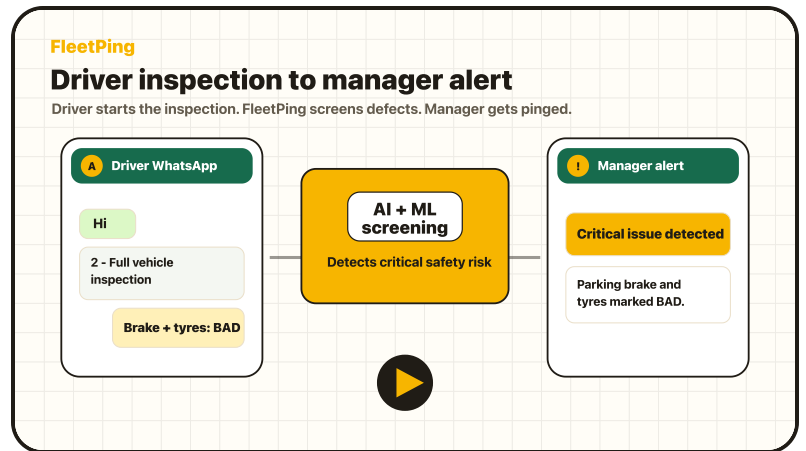 FleetPing
Driver inspection to manager alert
Driver starts the inspection. FleetPing screens defects. Manager gets pinged.
A Driver WhatsApp
Hi
2 - Full vehicle
inspection
Brake + tyres: BAD
AI + ML
screening
Detects critical safety risk
! Manager alert
Critical issue detected
Parking brake and
tyres marked BAD.